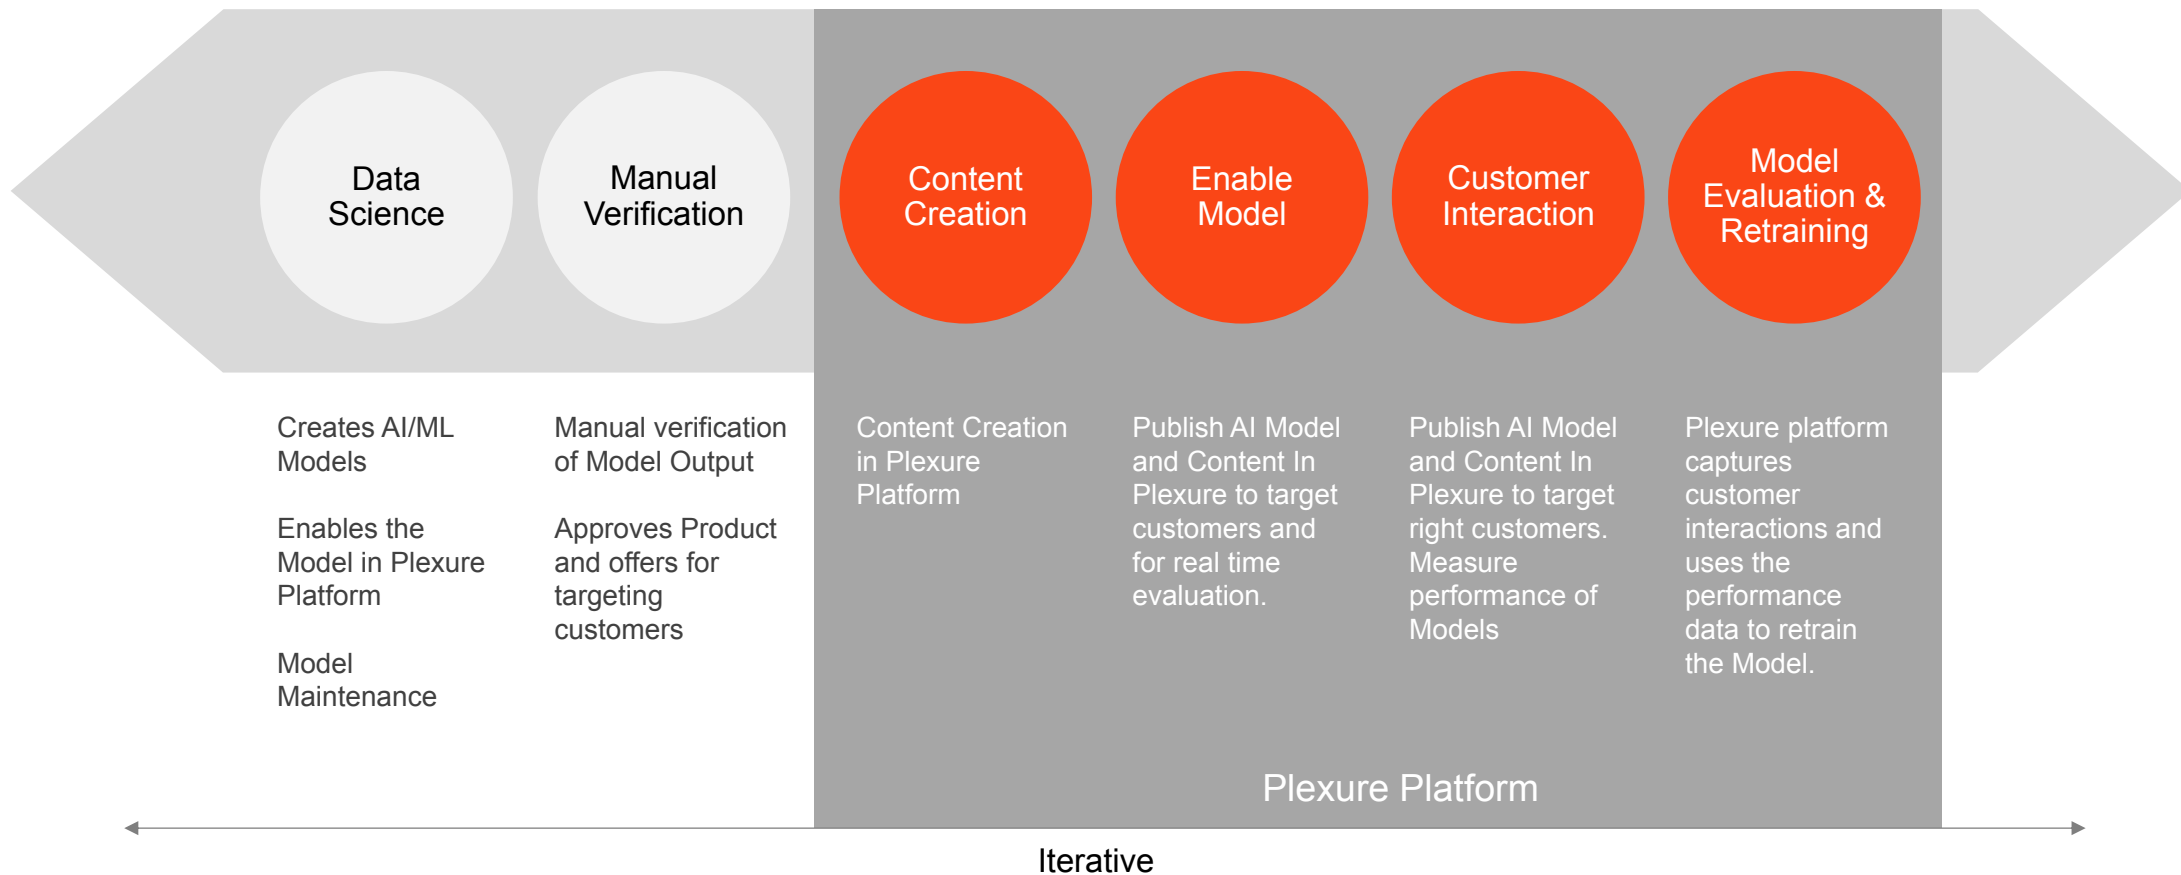 Data
Science
Manual
Verification
Content
Creation
Enable
Model
Customer
Interaction
Model
Evaluation &
Retraining
Creates AI/ML
Models
Enables the
Model in Plexure
Platform
Model
Maintenance
Manual verification
of Model Output
Approves Product
and offers for
targeting
customers
Content Creation
in Plexure
Platform
Publish AI Model
and Content In
Plexure to target
customers and
for real time
evaluation.
Publish AI Model
and Content In
Plexure to target
right customers.
Measure
performance of
Models
Plexure platform
captures
customer
interactions and
uses the
performance
data to retrain
the Model.
Plexure Platform
Iterative